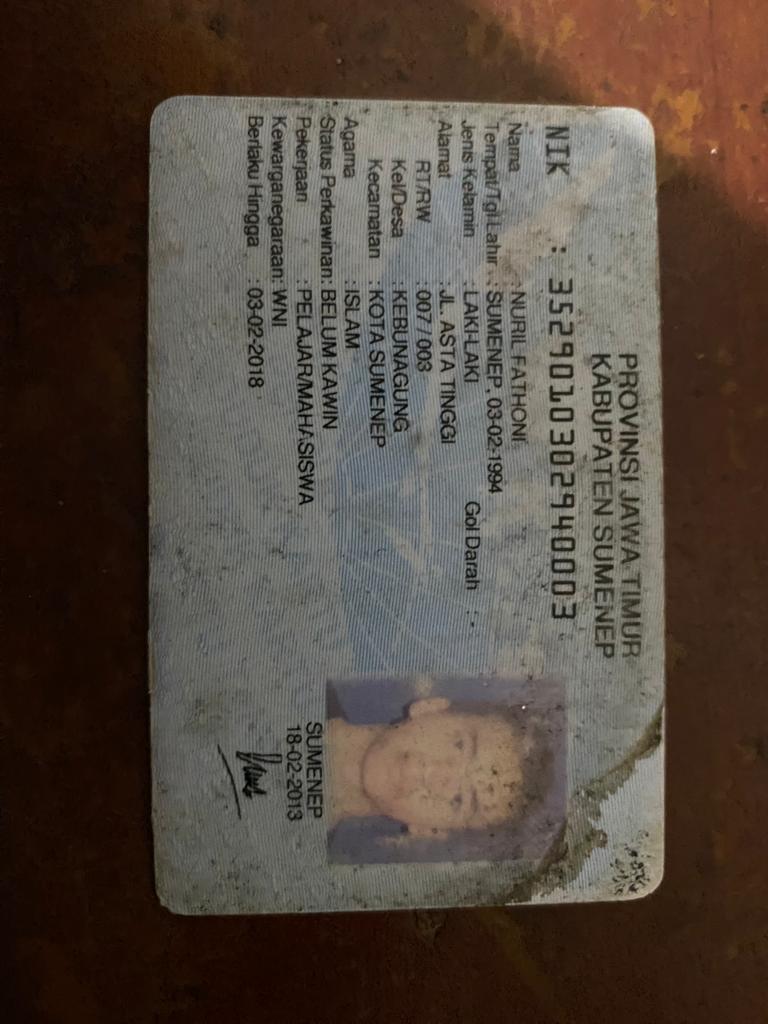 PROVINSI JAWA TIMUR
KABUPATEN SUMENEP
NIK : 3529010302940003
Nama : NURIL FATHONI
Tempat/Tgl Lahir : SUMENEP, 03-02-1994
Jenis Kelamin : LAKI-LAKI Gol Darah : -
Alamat : JL. ASTA TINGGI
RT/RW : 007 / 003
Kel/Desa : KEBUNAGUNG
Kecamatan : KOTA SUMENEP
Agama : ISLAM
Status Perkawinan: BELUM KAWIN
Pekerjaan : PELAJAR/MAHASISWA
Kewarganegaraan: WNI
Berlaku Hingga : 03-02-2018
SUMENEP
18-02-2013